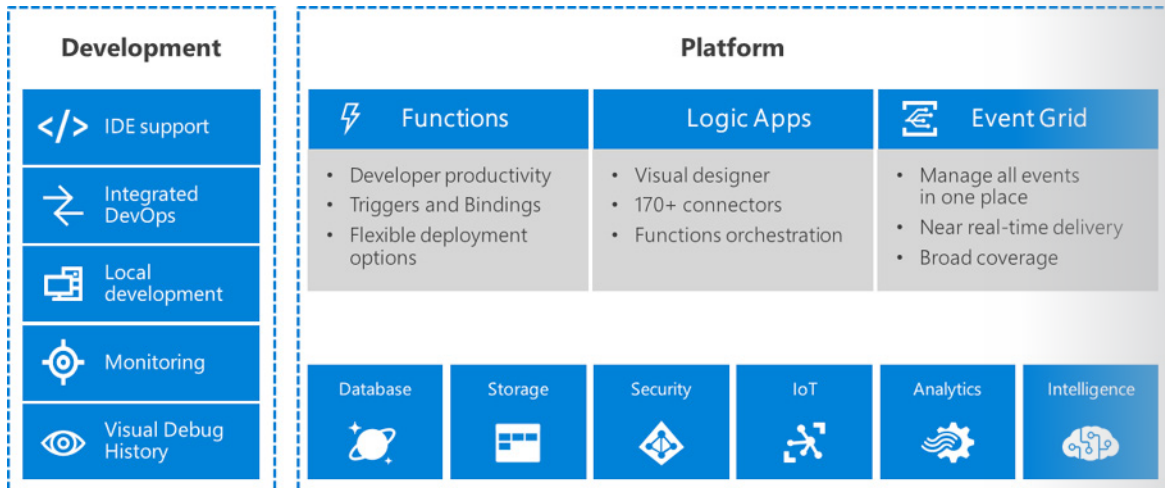 Development
</> IDE support
Integrated
DevOps
Local
development
Monitoring
Visual Debug
History
Platform
Functions
• Developer productivity
• Triggers and Bindings
• Flexible deployment
options
Logic Apps
• Visual designer
• 170+ connectors
• Functions orchestration
Event Grid
• Manage all events
in one place
• Near real-time delivery
• Broad coverage
Database
Storage
Security
IoT
Analytics
Intelligence